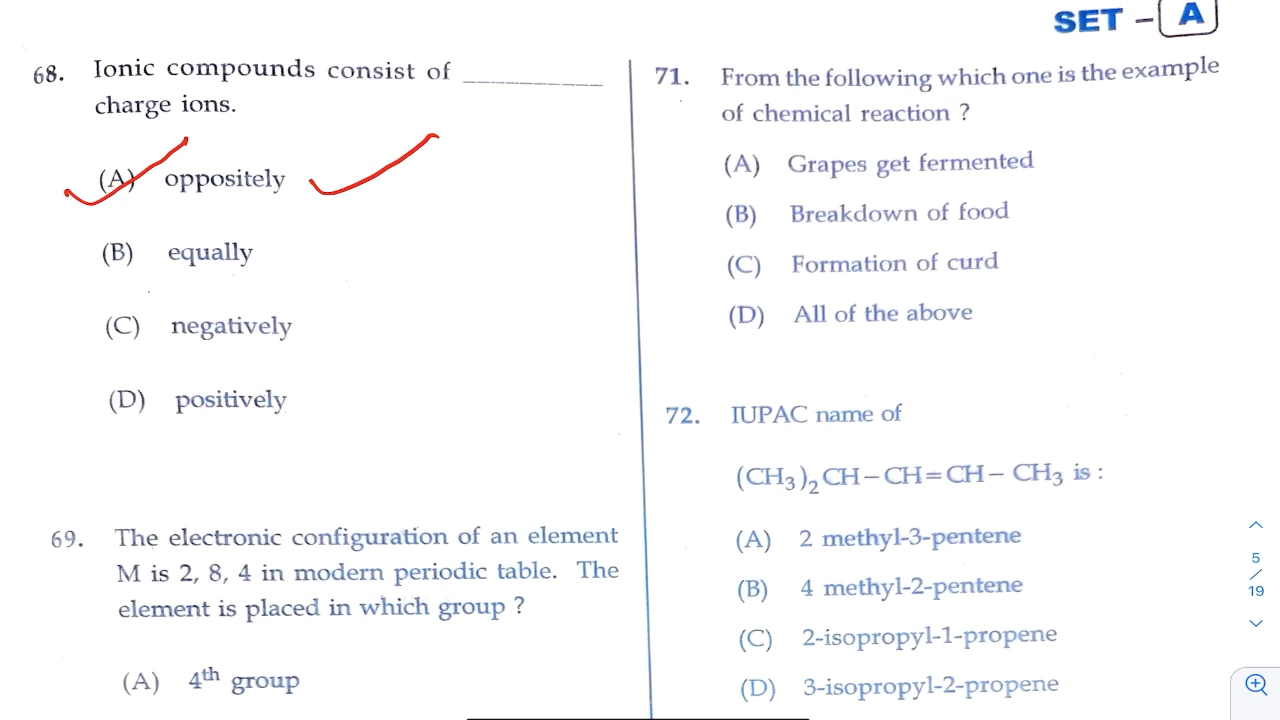 SET – A
68. Ionic compounds consist of ____________
charge ions.
(A) oppositely
(B) equally
(C) negatively
(D) positively
69. The electronic configuration of an element
M is 2, 8, 4 in modern periodic table. The
element is placed in which group ?
(A) 4th group
71. From the following which one is the example
of chemical reaction ?
(A) Grapes get fermented
(B) Breakdown of food
(C) Formation of curd
(D) All of the above
72. IUPAC name of
(CH₃)₂CH–CH=CH–CH₃ is :
(A) 2 methyl-3-pentene
(B) 4 methyl-2-pentene
(C) 2-isopropyl-1-propene
(D) 3-isopropyl-2-propene
5
/
19